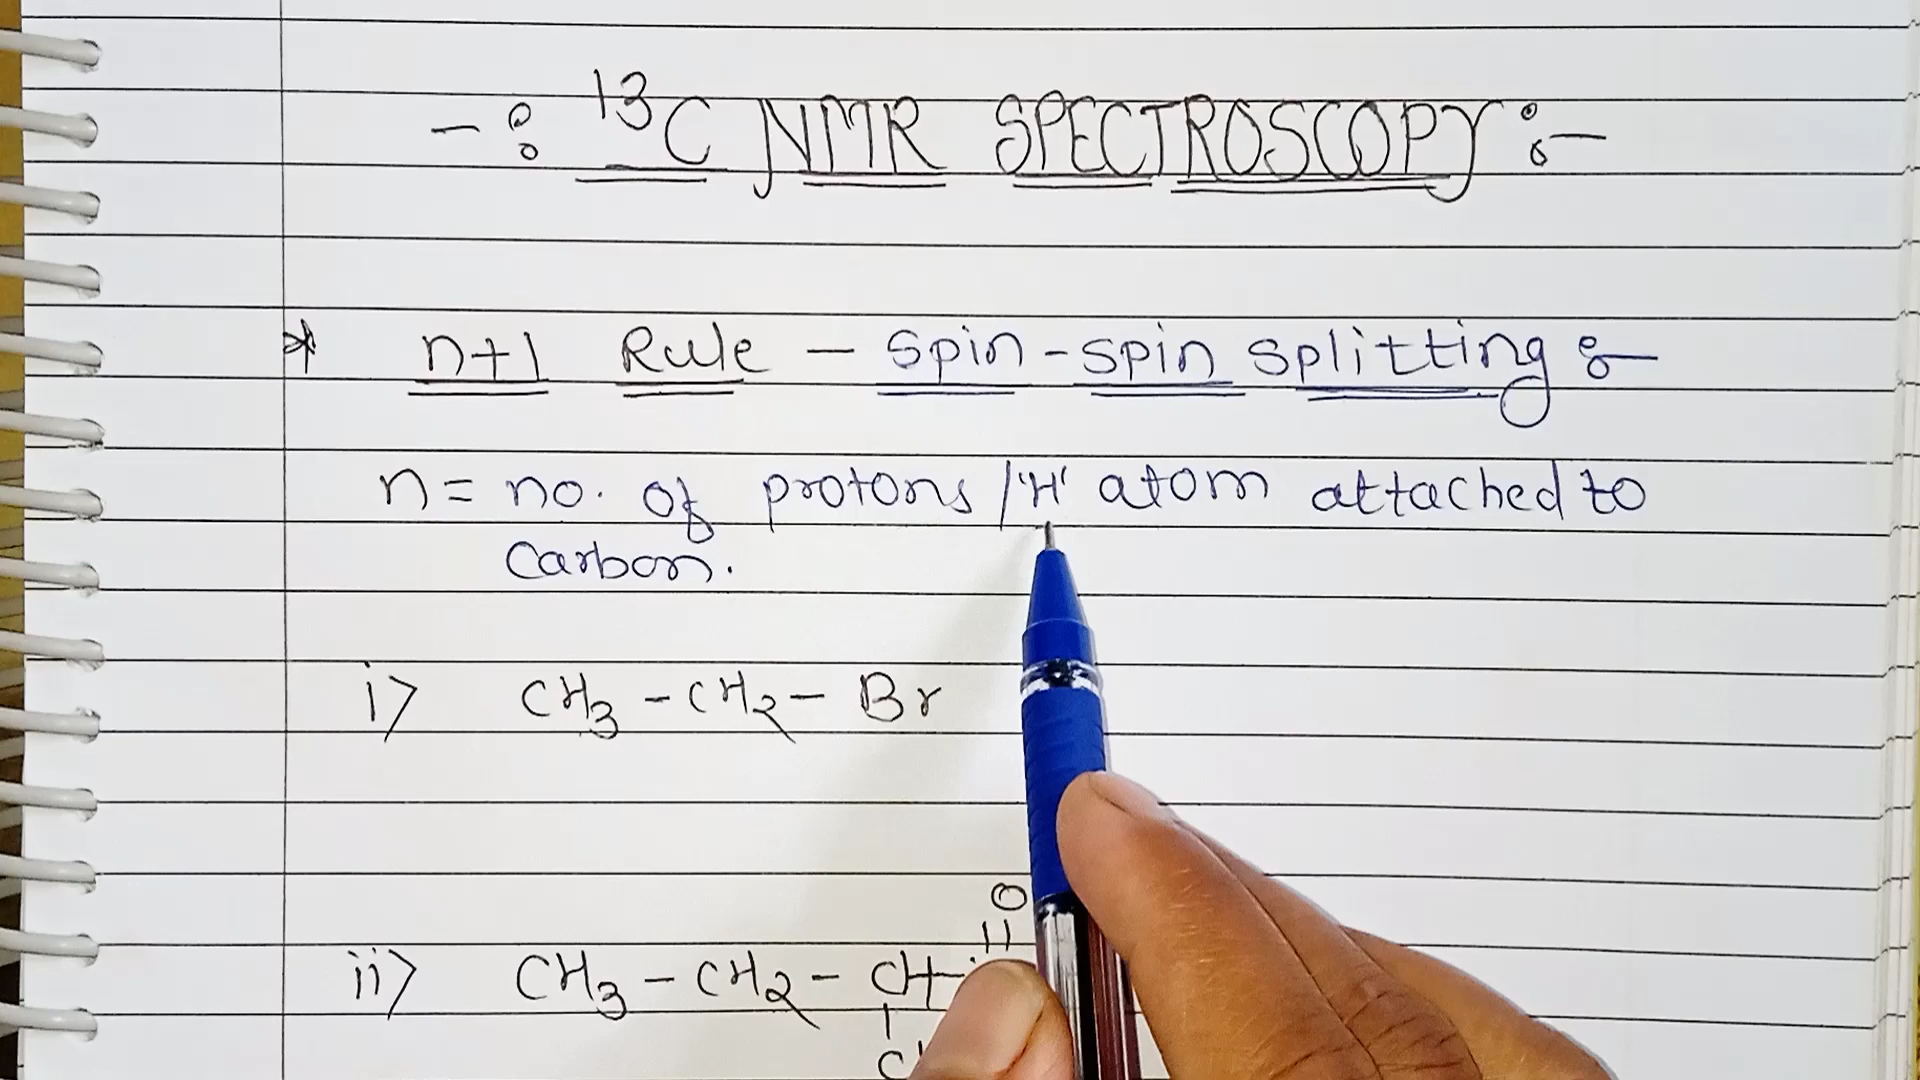 -: ¹³C NMR SPECTROSCOPY :-
* n+1 Rule - Spin-spin splitting :-
n = no. of protons /'H' atom attached to
Carbon.
i> CH₃ - CH₂ - Br
O
||
ii> CH₃ - CH₂ - CH -
|